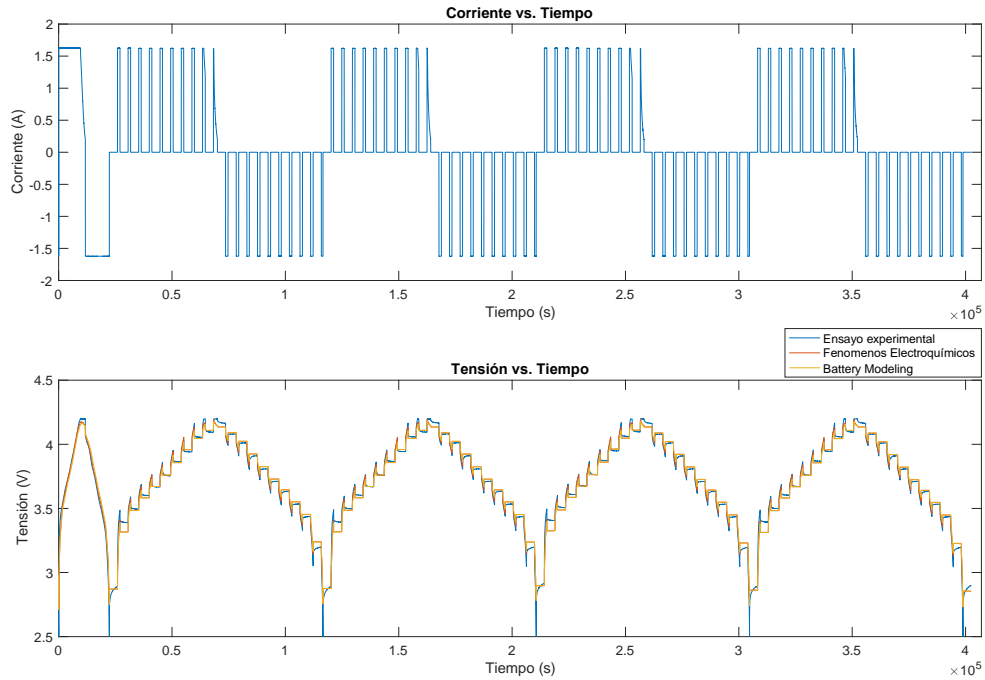 Corriente vs. Tiempo
Corriente (A)
2
1.5
1
0.5
0
-0.5
-1
-1.5
-2
0 0.5 1 1.5 2 2.5 3 3.5 4
Tiempo (s)
×10^5
Ensayo experimental
Fenomenos Electroquímicos
Battery Modeling
Tensión vs. Tiempo
Tensión (V)
4.5
4
3.5
3
2.5
0 0.5 1 1.5 2 2.5 3 3.5 4
Tiempo (s)
×10^5